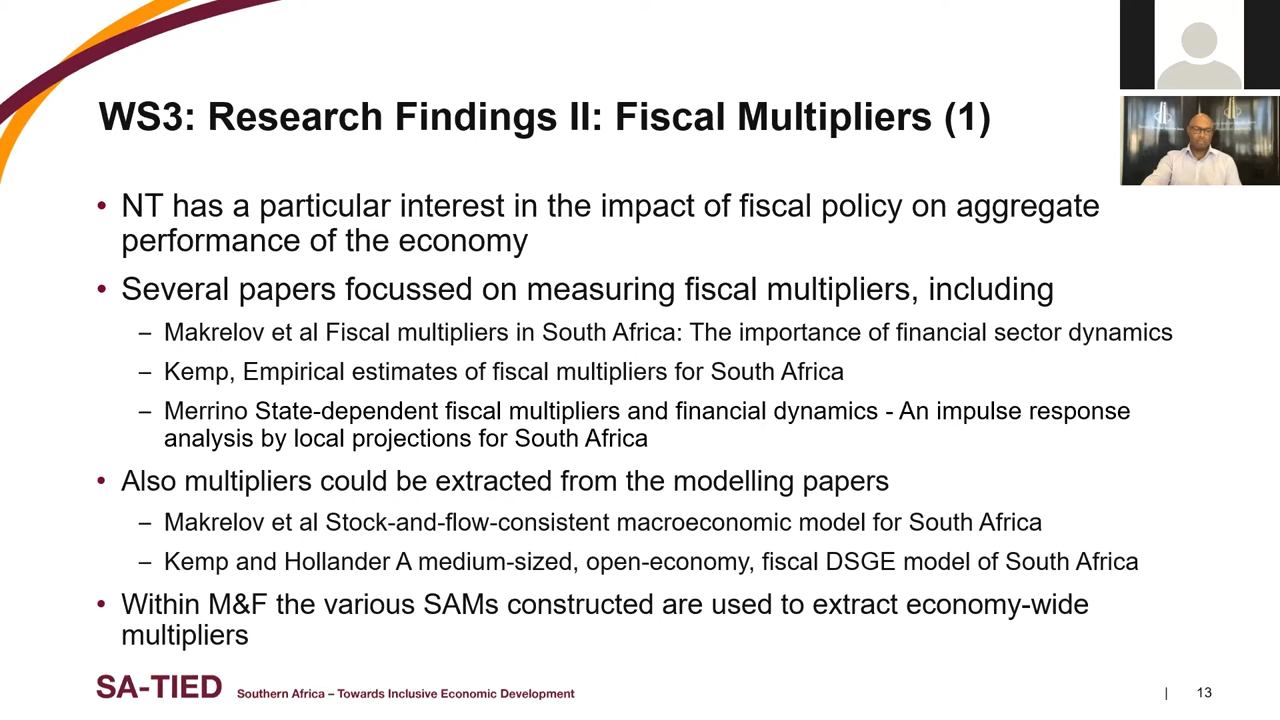 WS3: Research Findings II: Fiscal Multipliers (1)
• NT has a particular interest in the impact of fiscal policy on aggregate
performance of the economy
• Several papers focussed on measuring fiscal multipliers, including
– Makrelov et al Fiscal multipliers in South Africa: The importance of financial sector dynamics
– Kemp, Empirical estimates of fiscal multipliers for South Africa
– Merrino State-dependent fiscal multipliers and financial dynamics - An impulse response
analysis by local projections for South Africa
• Also multipliers could be extracted from the modelling papers
– Makrelov et al Stock-and-flow-consistent macroeconomic model for South Africa
– Kemp and Hollander A medium-sized, open-economy, fiscal DSGE model of South Africa
• Within M&F the various SAMs constructed are used to extract economy-wide
multipliers
SA-TIED Southern Africa – Towards Inclusive Economic Development
| 13